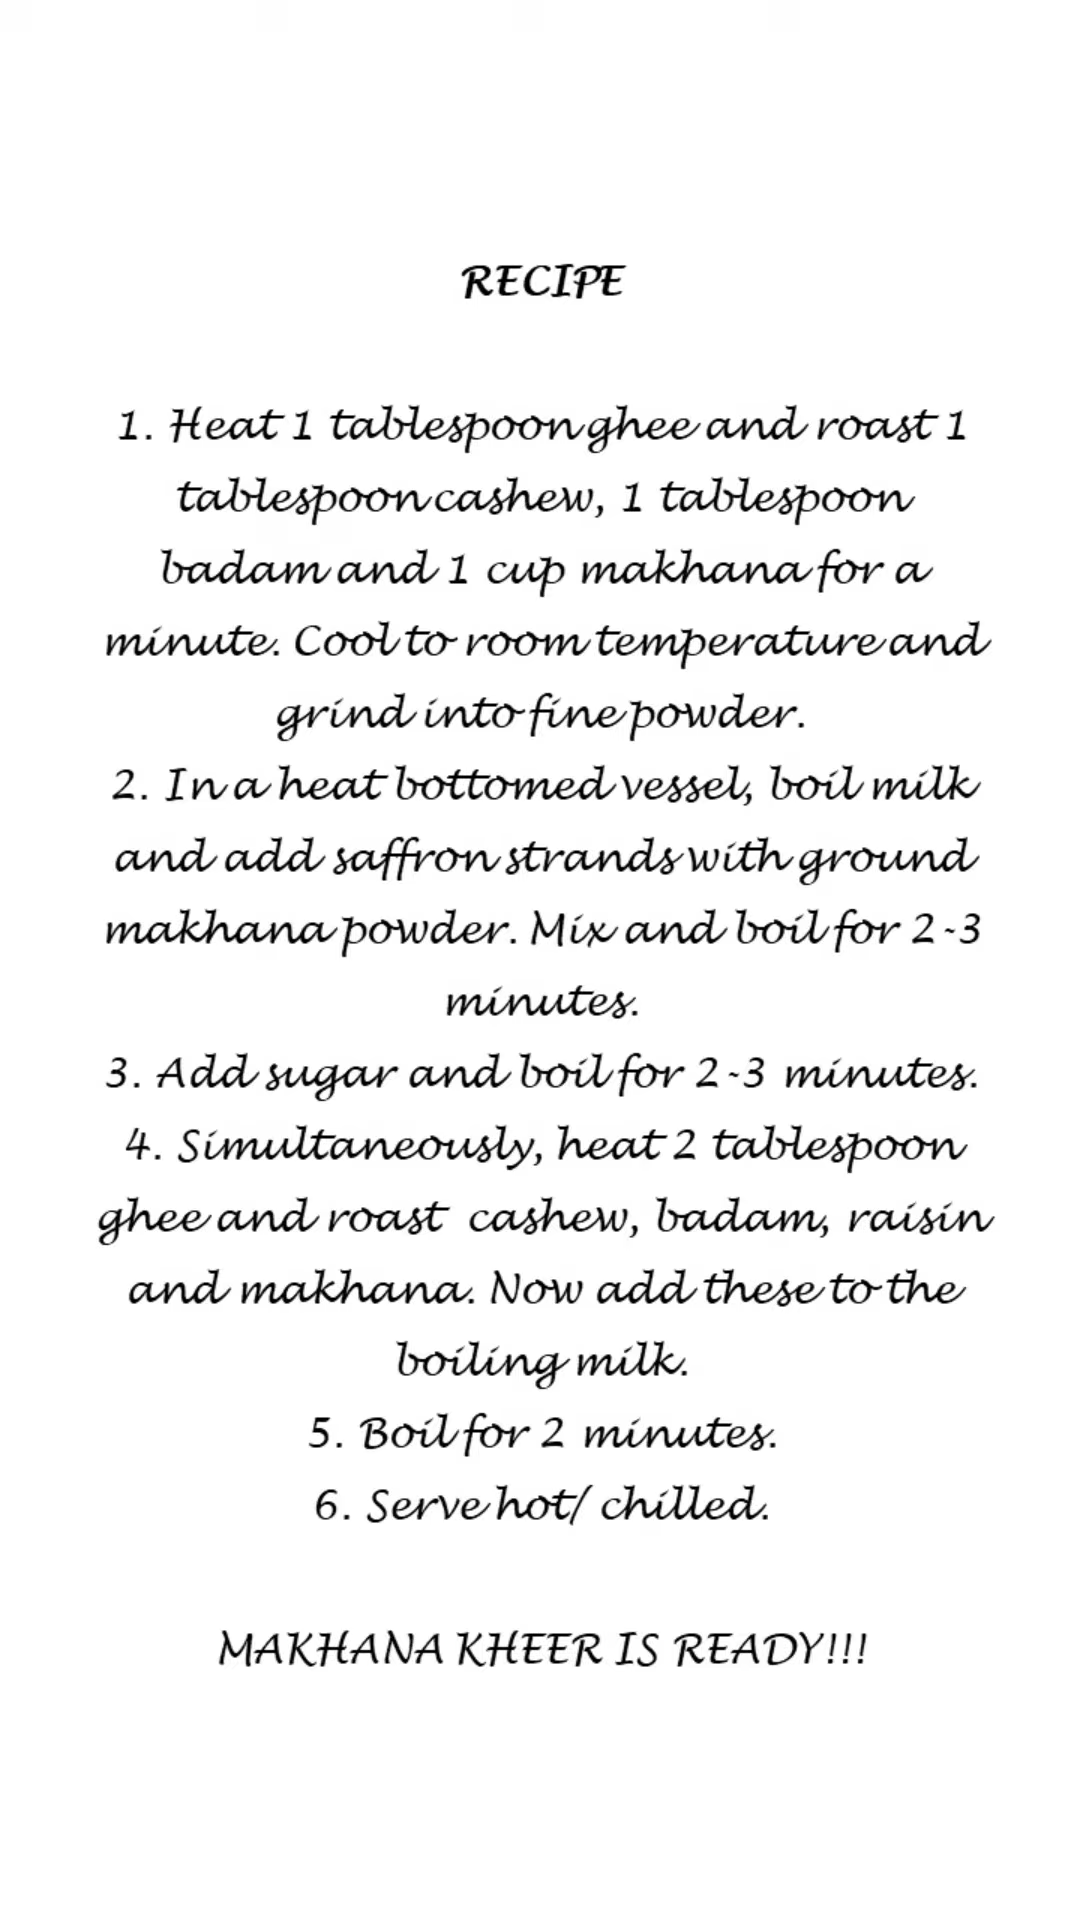 RECIPE
1. Heat 1 tablespoon ghee and roast 1
tablespoon cashew, 1 tablespoon
badam and 1 cup makhana for a
minute. Cool to room temperature and
grind into fine powder.
2. In a heat bottomed vessel, boil milk
and add saffron strands with ground
makhana powder. Mix and boil for 2-3
minutes.
3. Add sugar and boil for 2-3 minutes.
4. Simultaneously, heat 2 tablespoon
ghee and roast  cashew, badam, raisin
and makhana. Now add these to the
boiling milk.
5. Boil for 2 minutes.
6. Serve hot/ chilled.
MAKHANA KHEER IS READY!!!